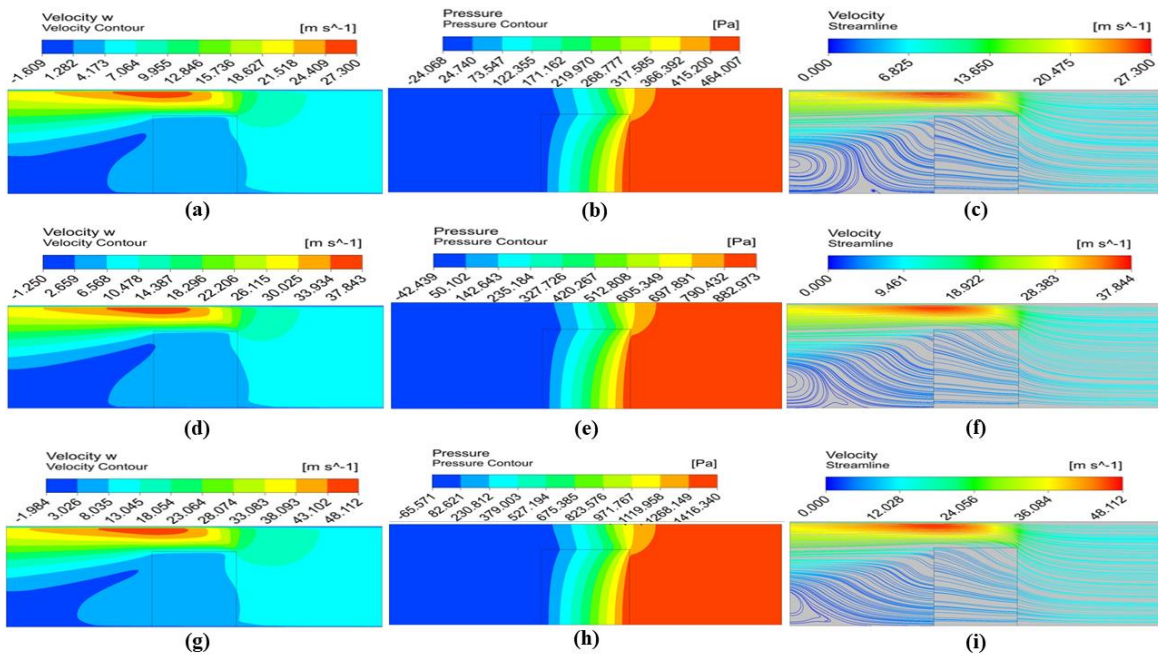 Velocity w
Velocity Contour [m s^-1]
-1.609 1.282 4.173 7.064 9.955 12.846 15.736 18.627 21.518 24.409 27.300
(a)
Pressure
Pressure Contour [Pa]
-24.068 24.740 73.547 122.355 171.162 219.970 268.777 317.585 366.392 415.200 464.007
(b)
Velocity
Streamline [m s^-1]
0.000 6.825 13.650 20.475 27.300
(c)
Velocity w
Velocity Contour [m s^-1]
-1.250 2.659 6.568 10.478 14.387 18.296 22.206 26.115 30.025 33.934 37.843
(d)
Pressure
Pressure Contour [Pa]
-42.439 50.102 142.643 235.184 327.726 420.267 512.808 605.349 697.891 790.432 882.973
(e)
Velocity
Streamline [m s^-1]
0.000 9.461 18.922 28.383 37.844
(f)
Velocity w
Velocity Contour [m s^-1]
-1.984 3.026 8.035 13.045 18.054 23.064 28.074 33.083 38.093 43.102 48.112
(g)
Pressure
Pressure Contour [Pa]
-65.571 82.621 230.812 379.003 527.194 675.385 823.576 971.767 1119.958 1268.149 1416.340
(h)
Velocity
Streamline [m s^-1]
0.000 12.028 24.056 36.084 48.112
(i)